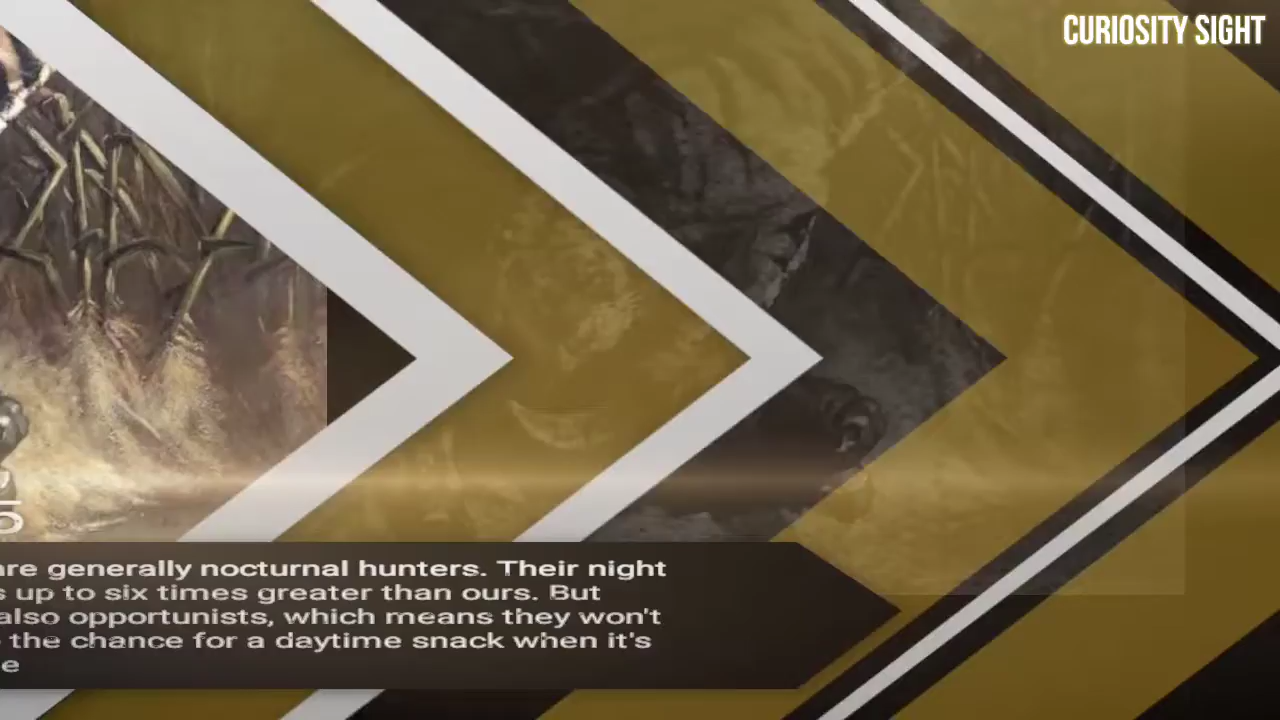 CURIOSITY SIGHT
are generally nocturnal hunters. Their night
s up to six times greater than ours. But
also opportunists, which means they won't
the chance for a daytime snack when it's
e